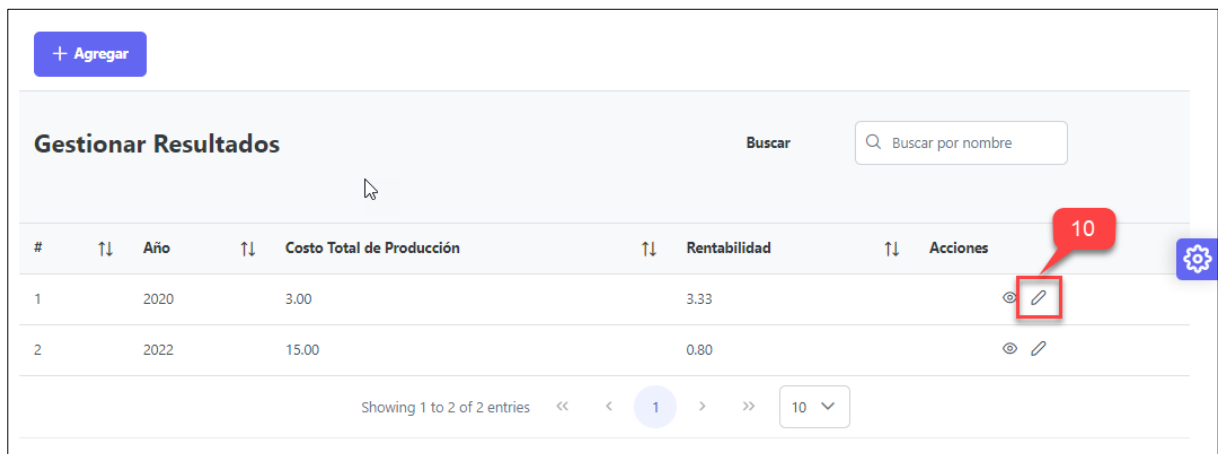 + Agregar
Gestionar Resultados Buscar Buscar por nombre
10
# Año Costo Total de Producción Rentabilidad Acciones
1 2020 3.00 3.33
2 2022 15.00 0.80
Showing 1 to 2 of 2 entries << < 1 > >> 10